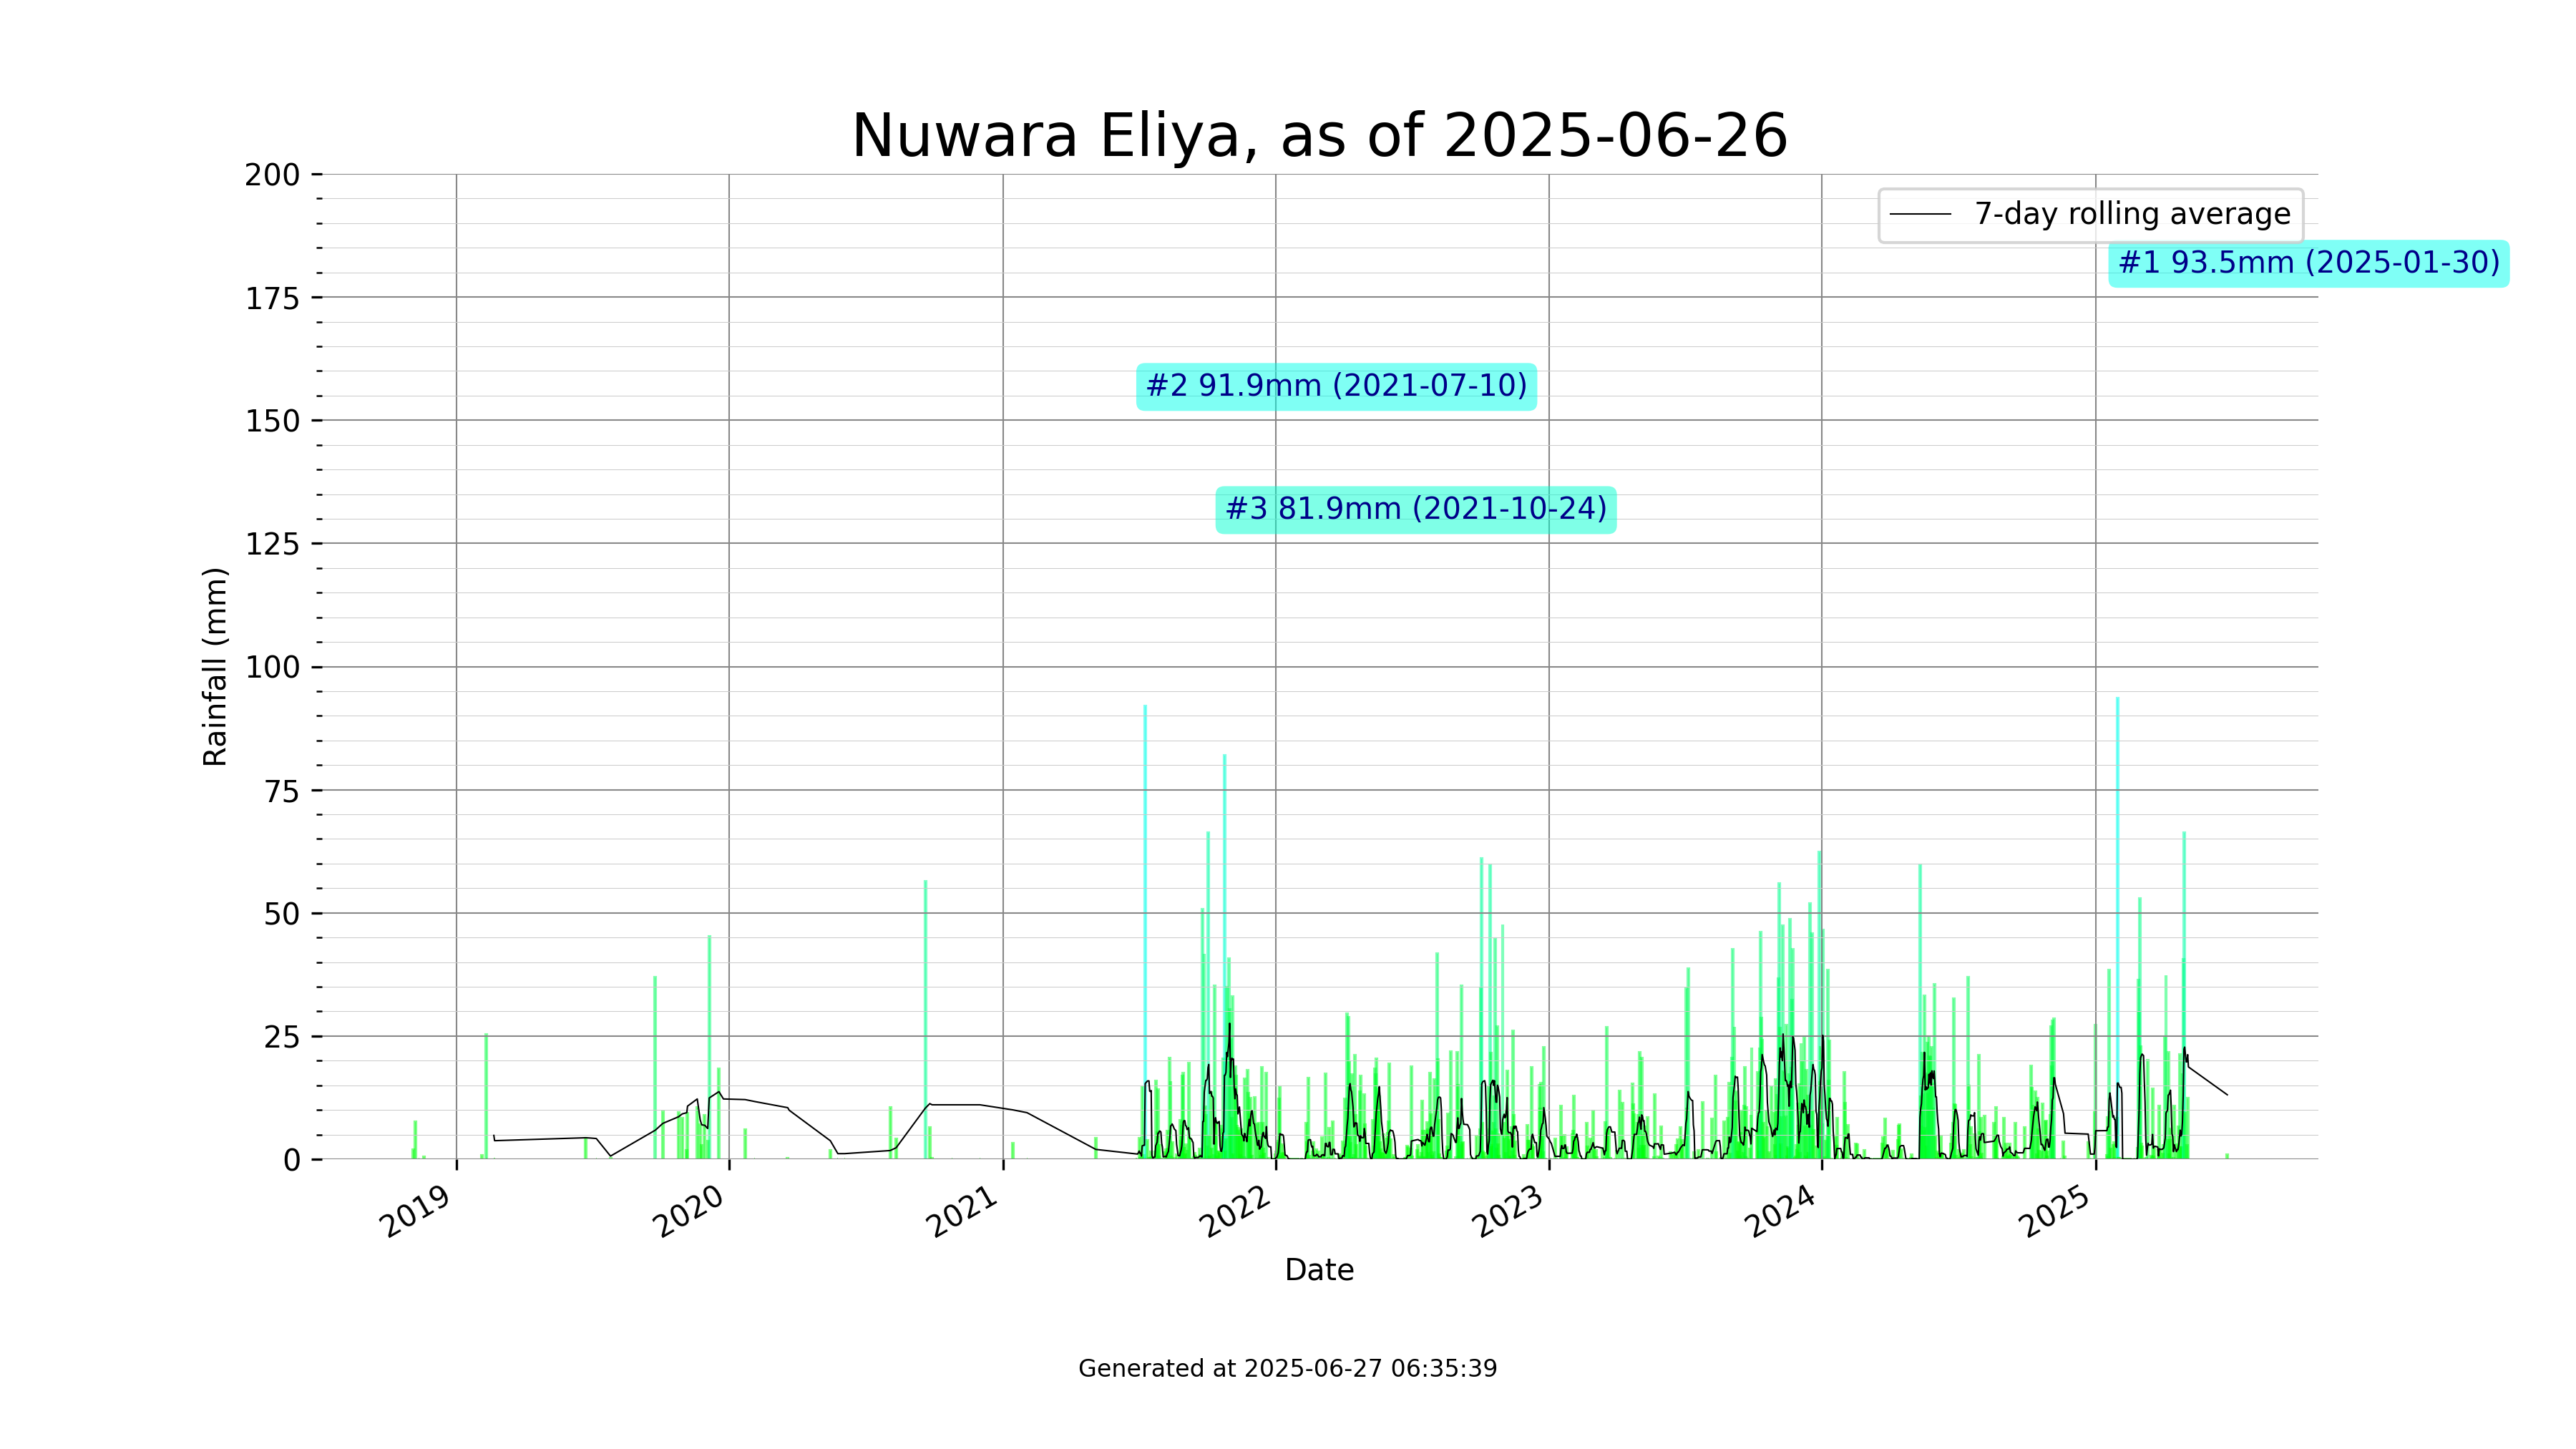 Nuwara Eliya, as of 2025-06-26
200
175
150
125
100
75
50
25
0
Rainfall (mm)
7-day rolling average
#1 93.5mm (2025-01-30)
#2 91.9mm (2021-07-10)
#3 81.9mm (2021-10-24)
2019
2020
2021
2022
2023
2024
2025
Date
Generated at 2025-06-27 06:35:39